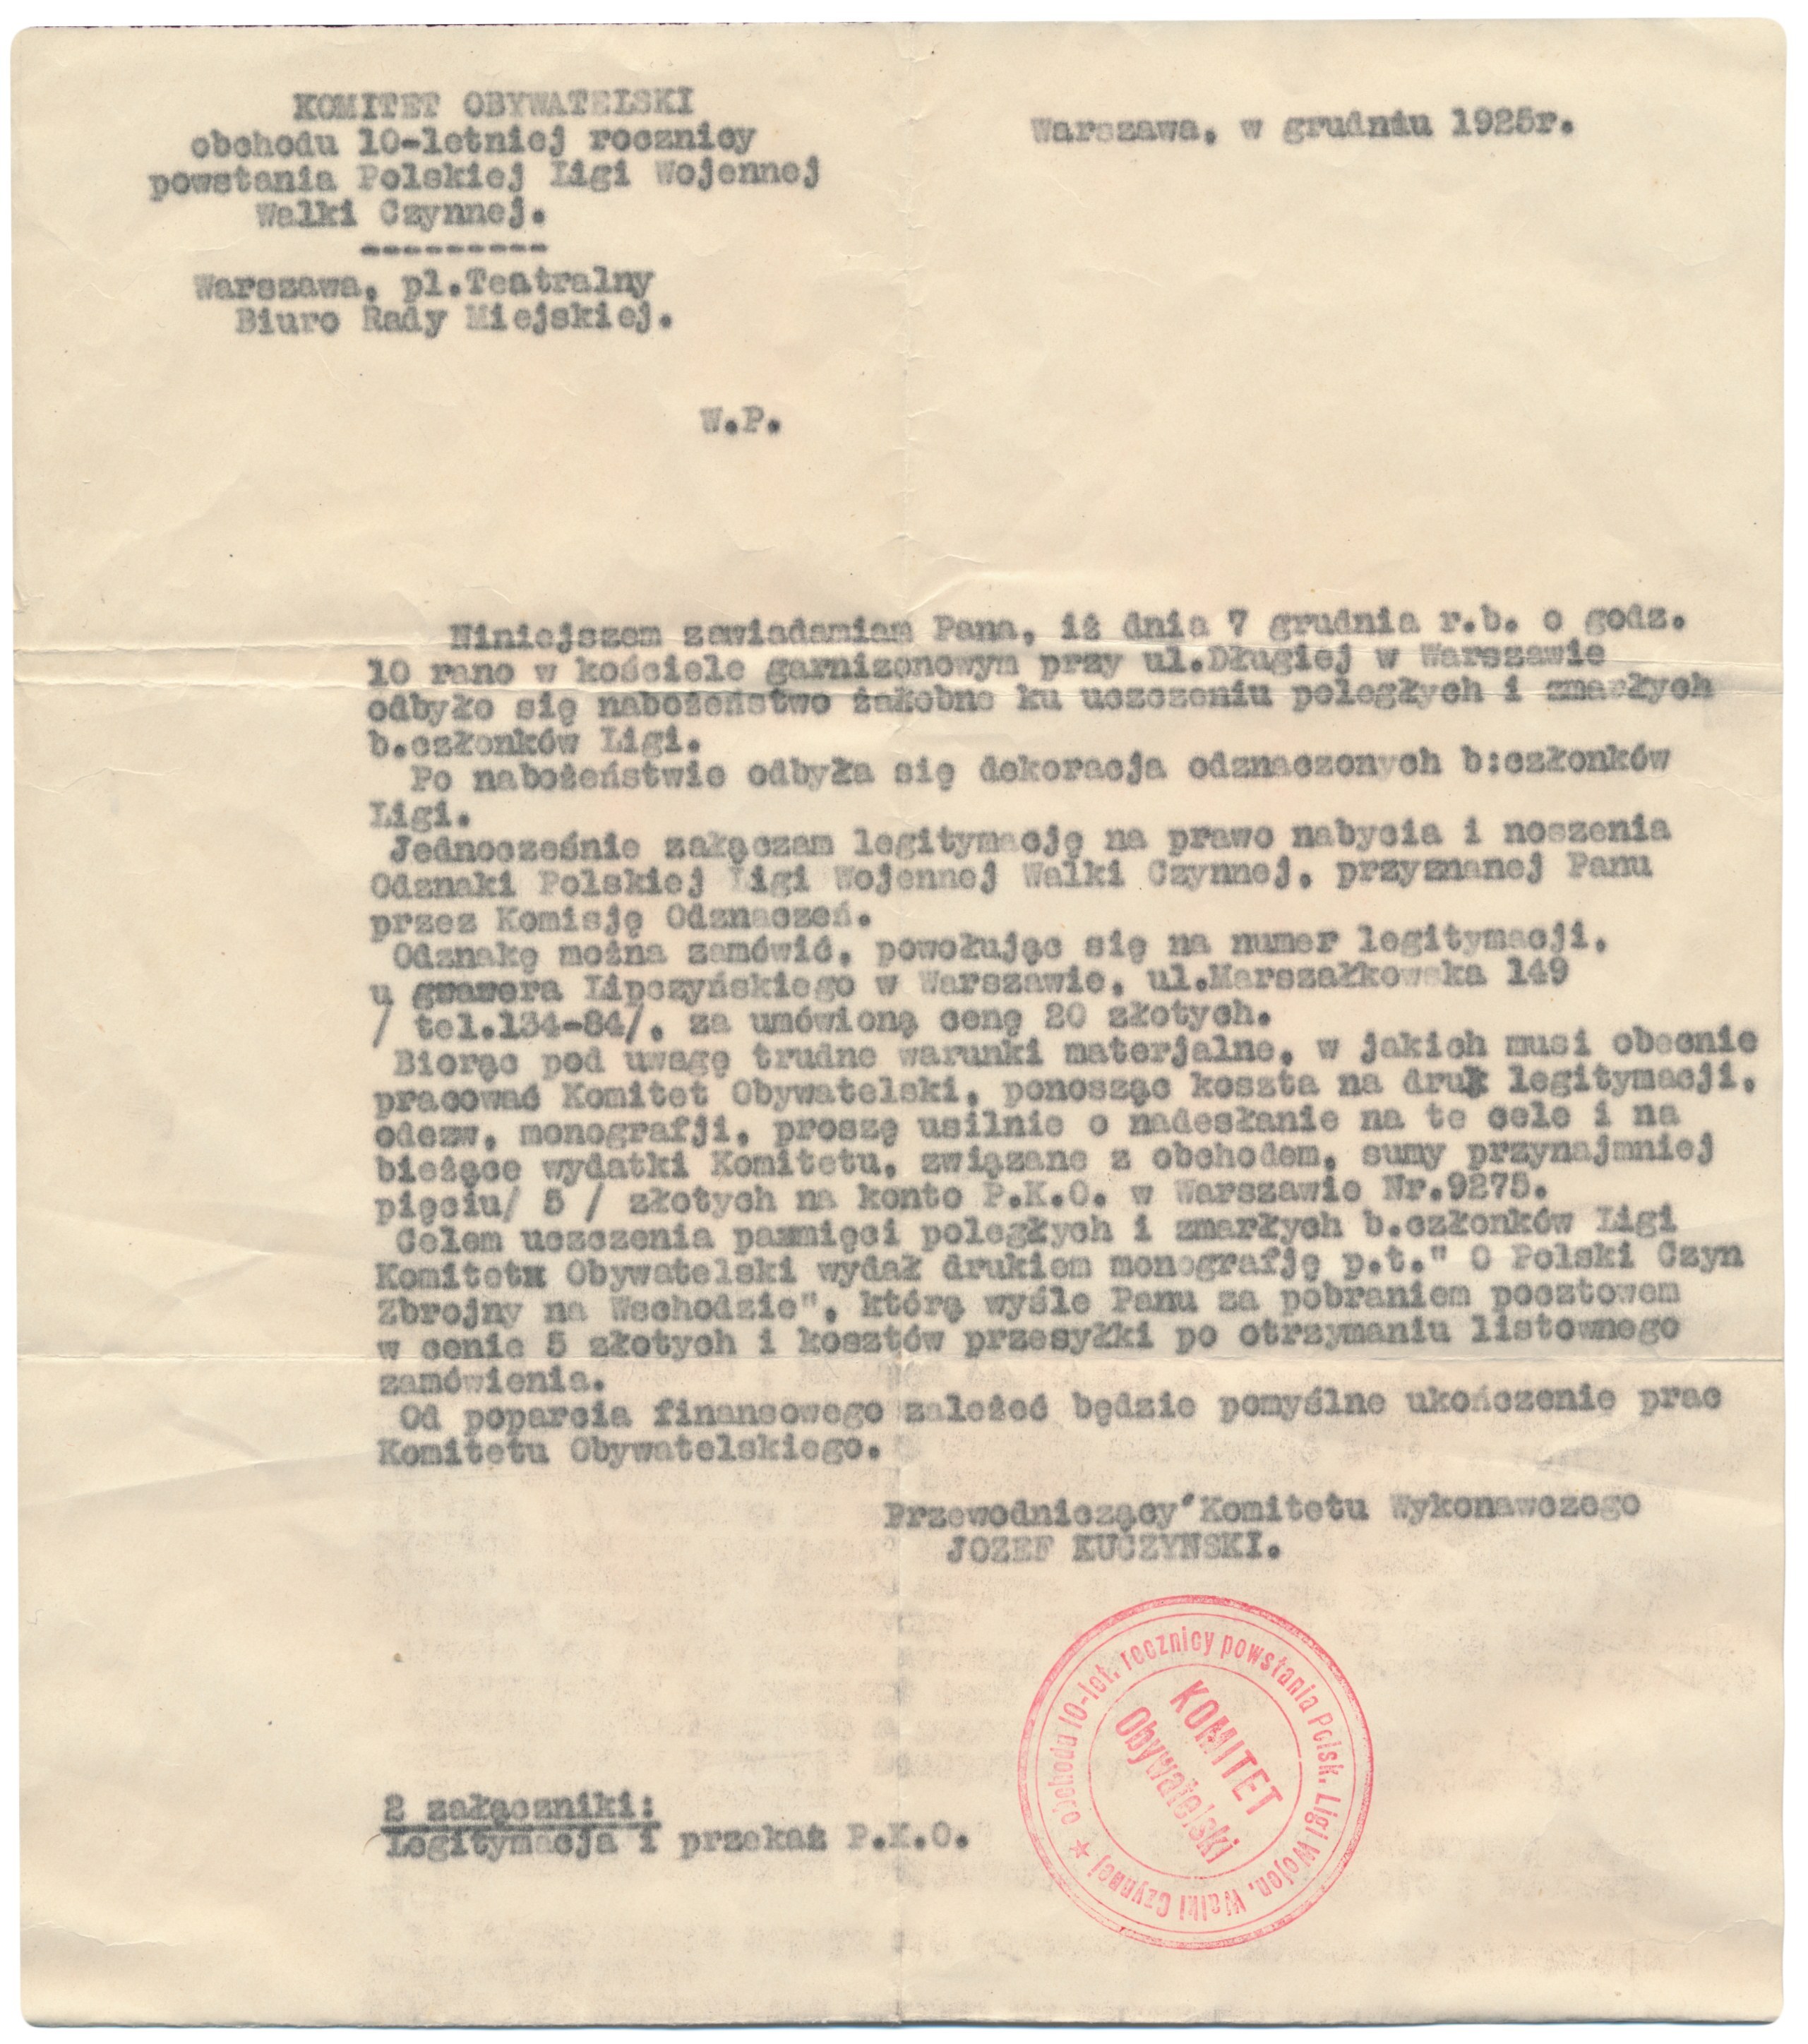 KOMITET OBYWATELSKI
obchodu 10-letniej rocznicy
powstania Polskiej Ligi Wojennej
Walki Czynnej.
---------
Warszawa, pl.Teatralny
Biuro Rady Miejskiej.
Warszawa, w grudniu 1925r.
W.P.
Niniejszem zawiadamiam Pana, iż dnia 7 grudnia r.b. o godz.
10 rano w kościele garnizonowym przy ul.Długiej w Warszawie
odbyło się nabożeństwo żałobne ku uczczeniu poległych i zmarłych
b.członków Ligi.
Po nabożeństwie odbyła się dekoracja odznaczonych b:członków
Ligi.
Jednocześnie załączam legitymację na prawo nabycia i noszenia
Odznaki Polskiej Ligi Wojennej Walki Czynnej, przyznanej Panu
przez Komisję Odznaczeń.
Odznakę można zamówić, powołując się na numer legitymacji,
u grawera Lipczyńskiego w Warszawie, ul.Marszałkowska 149
/ tel.134-84/, za umówioną cenę 20 złotych.
Biorąc pod uwagę trudne warunki materjalne, w jakich musi obecnie
pracować Komitet Obywatelski, ponosząc koszta na druk legitymacji,
odezw, monografji, proszę usilnie o nadesłanie na te cele i na
bieżące wydatki Komitetu, związane z obchodem, sumy przynajmniej
pięciu/ 5 / złotych na konto P.K.O. w Warszawie Nr.9275.
Celem uczczenia pamięci poległych i zmarłych b.członków Ligi
Komitet Obywatelski wydał drukiem monografję p.t." O Polski Czyn
Zbrojny na Wschodzie", którą wyśle Panu za pobraniem pocztowem
w cenie 5 złotych i kosztów przesyłki po otrzymaniu listownego
zamówienia.
Od poparcia finansowego zależeć będzie pomyślne ukończenie prac
Komitetu Obywatelskiego.
Przewodniczący Komitetu Wykonawczego
JOZEF KUCZYNSKI.
obchodu 10-let. rocznicy powstania Polsk. Ligi Wojen. Walki Czynnej ★
KOMITET
Obywatelski
2 załączniki:
Legitymacja i przekaż P.K.O.